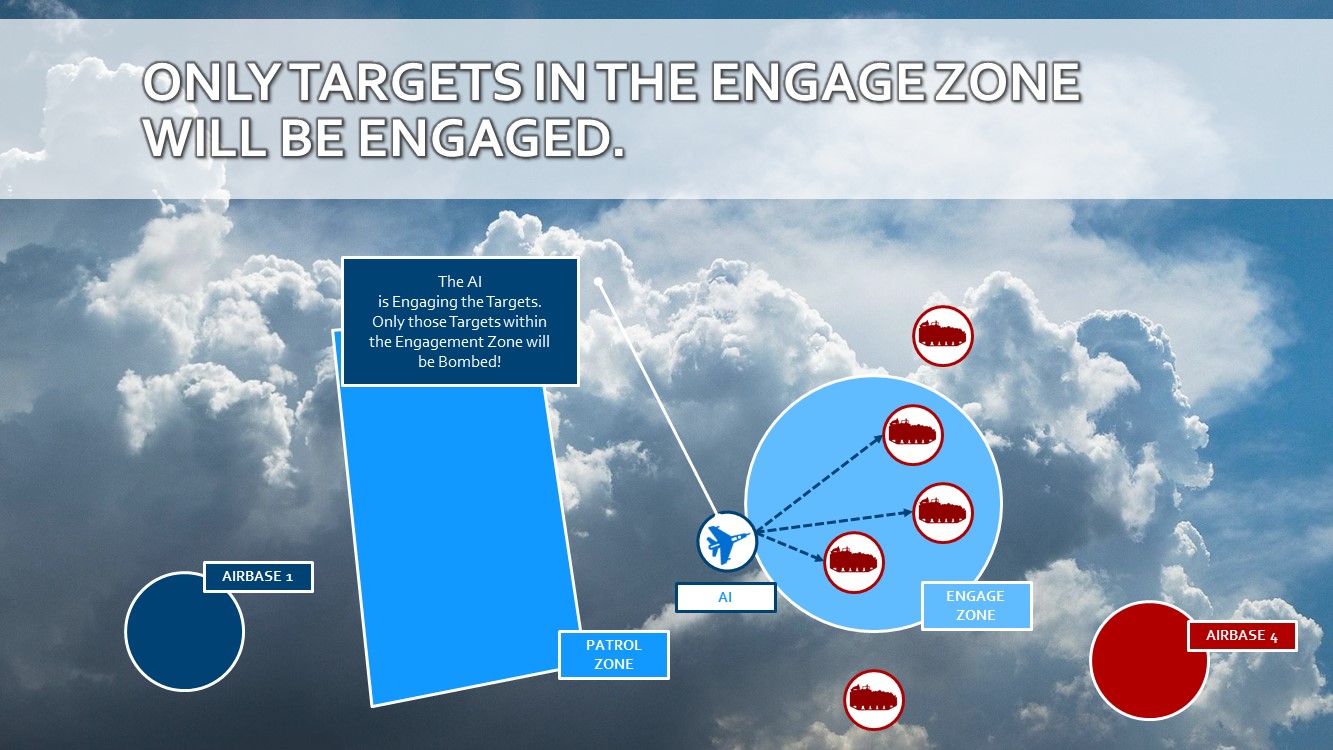 ONLY TARGETS IN THE ENGAGE ZONE
WILL BE ENGAGED.
The AI
is Engaging the Targets.
Only those Targets within
the Engagement Zone will
be Bombed!
AIRBASE 1
PATROL
ZONE
AI
ENGAGE
ZONE
AIRBASE 4